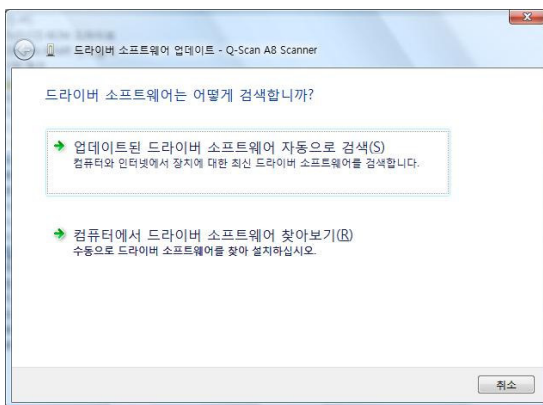 드라이버 소프트웨어 업데이트 - Q-Scan A8 Scanner
드라이버 소프트웨어는 어떻게 검색합니까?
업데이트된 드라이버 소프트웨어 자동으로 검색(S)
컴퓨터와 인터넷에서 장치에 대한 최신 드라이버 소프트웨어를 검색합니다.
컴퓨터에서 드라이버 소프트웨어 찾아보기(R)
수동으로 드라이버 소프트웨어를 찾아 설치하십시오.
취소